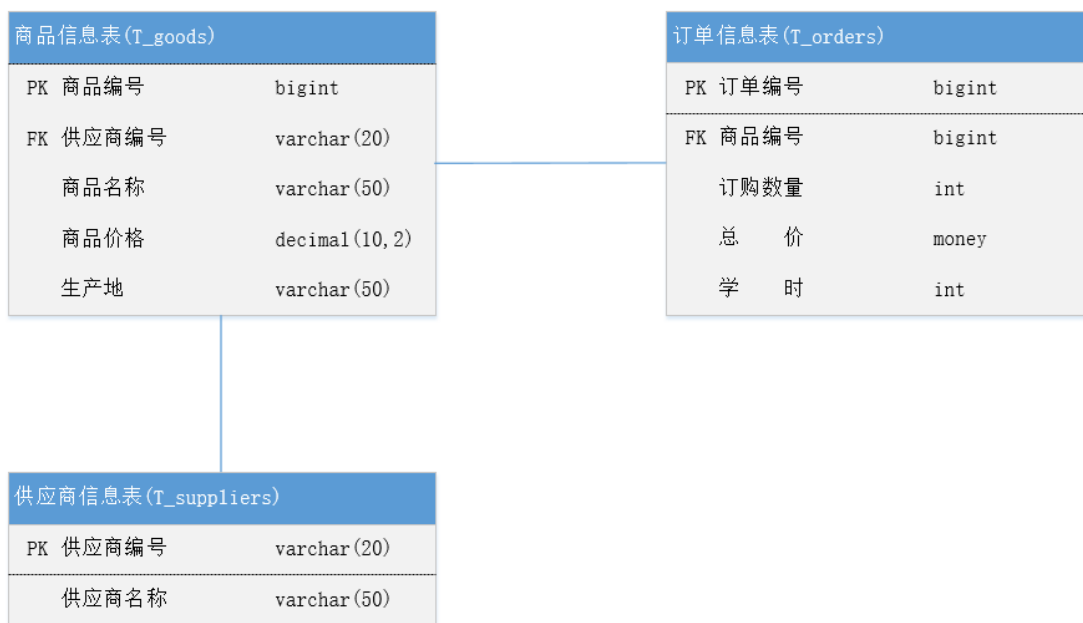 商品信息表(T_goods)
PK 商品编号 bigint
FK 供应商编号 varchar(20)
商品名称 varchar(50)
商品价格 decimal(10,2)
生产地 varchar(50)
订单信息表(T_orders)
PK 订单编号 bigint
FK 商品编号 bigint
订购数量 int
总 价 money
学 时 int
供应商信息表(T_suppliers)
PK 供应商编号 varchar(20)
供应商名称 varchar(50)